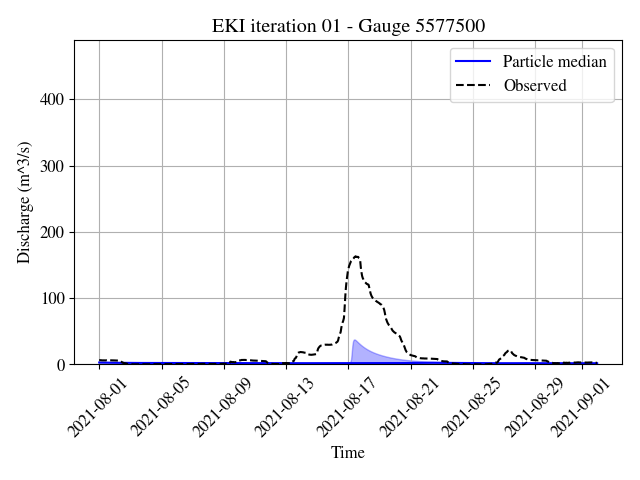 EKI iteration 01 - Gauge 5577500
Particle median
Observed
Discharge (m^3/s)
400
300
200
100
0
2021-08-01
2021-08-05
2021-08-09
2021-08-13
2021-08-17
2021-08-21
2021-08-25
2021-08-29
2021-09-01
Time